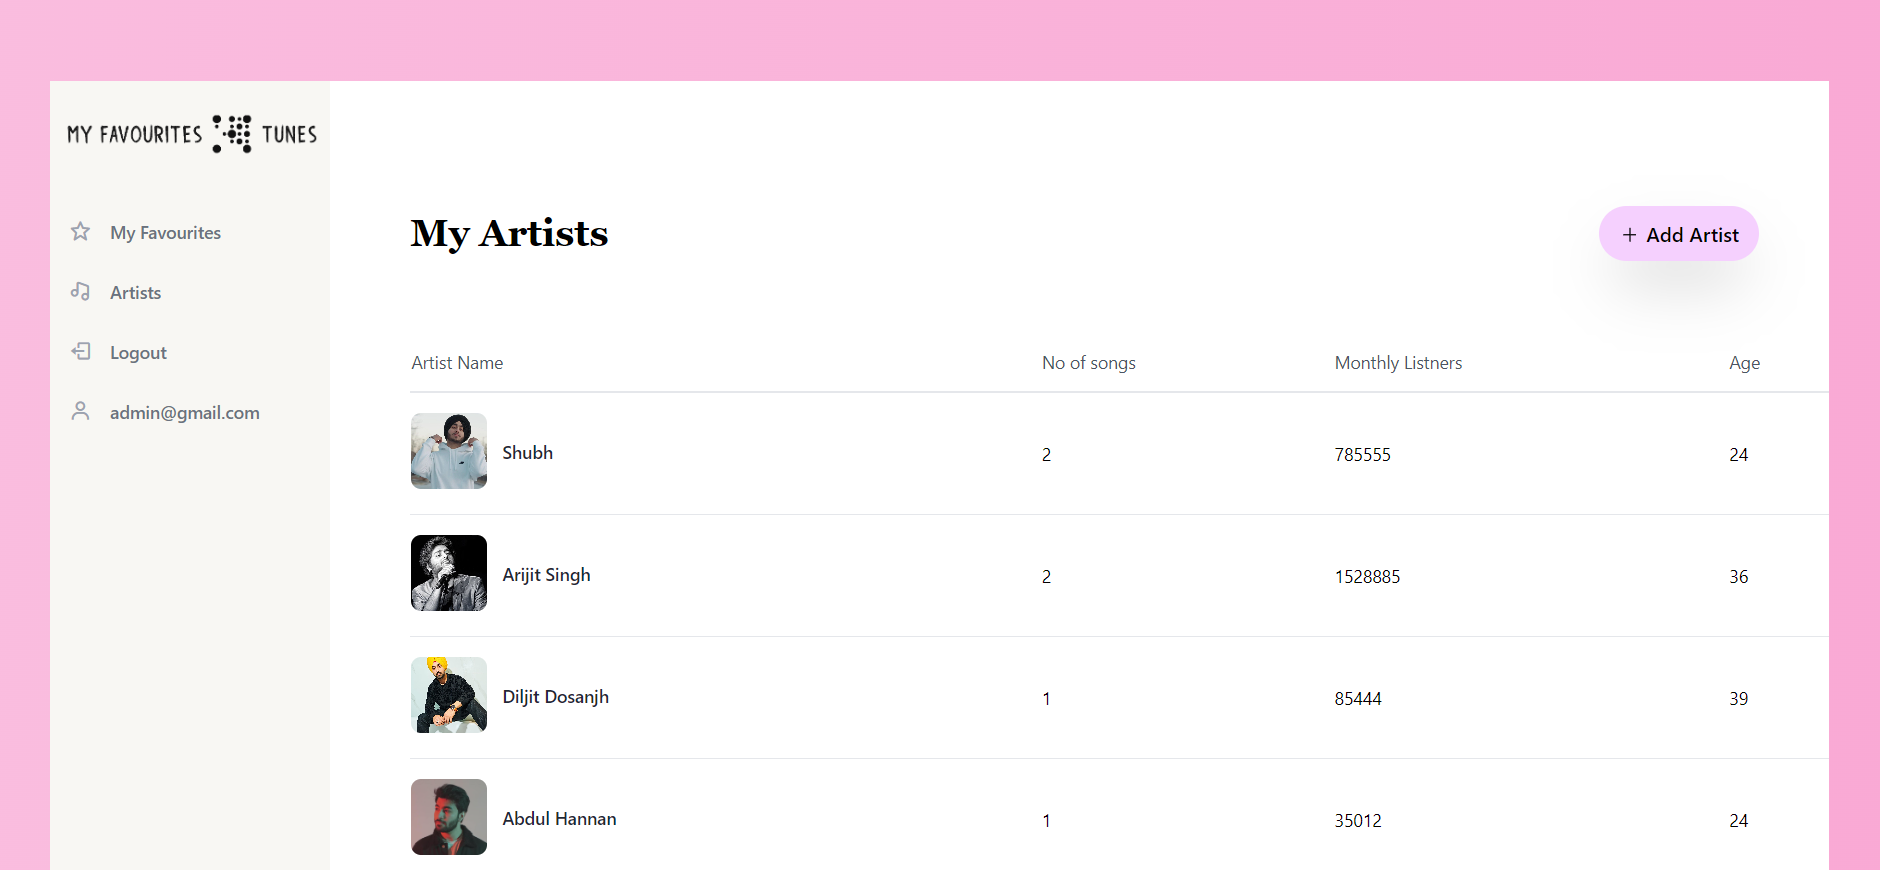 MY FAVOURITES TUNES
My Favourites
Artists
Logout
admin@gmail.com
My Artists
+ Add Artist
Artist Name No of songs Monthly Listners Age
Shubh 2 785555 24
Arijit Singh 2 1528885 36
Diljit Dosanjh 1 85444 39
Abdul Hannan 1 35012 24